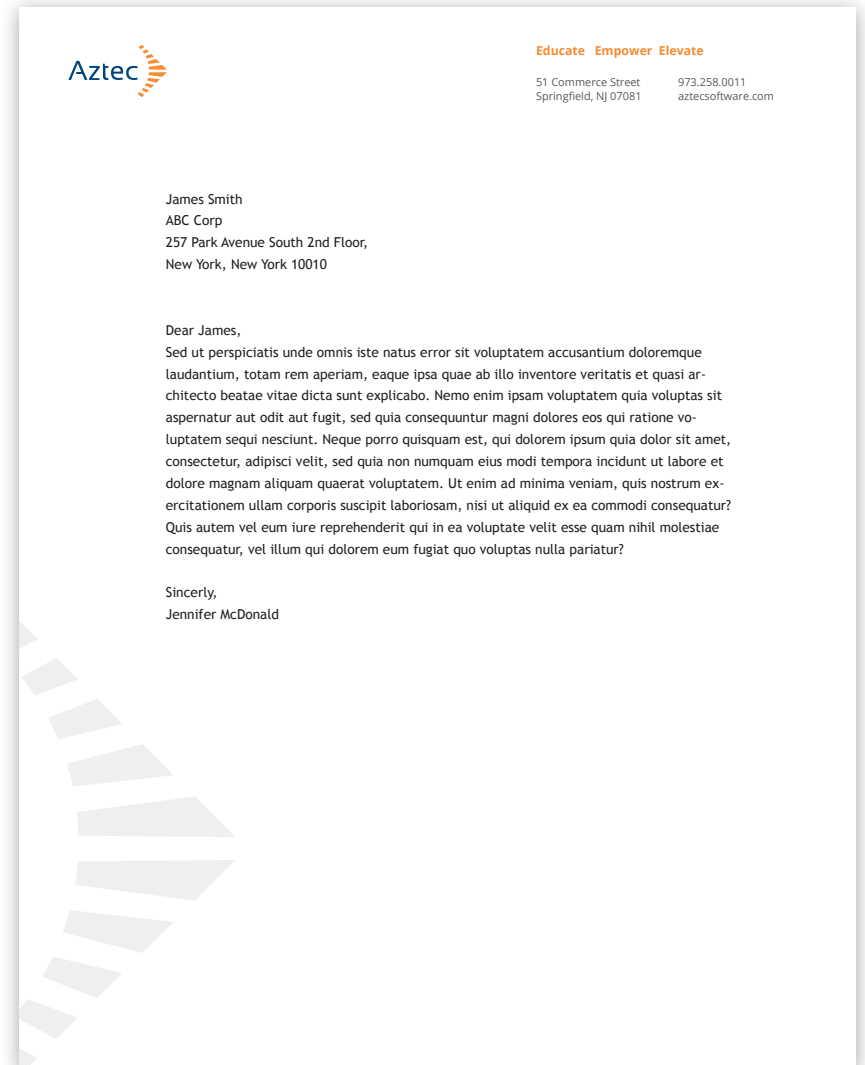 Aztec
Educate Empower Elevate
51 Commerce Street 973.258.0011
Springfield, NJ 07081 aztecsoftware.com
James Smith
ABC Corp
257 Park Avenue South 2nd Floor,
New York, New York 10010
Dear James,
Sed ut perspiciatis unde omnis iste natus error sit voluptatem accusantium doloremque
laudantium, totam rem aperiam, eaque ipsa quae ab illo inventore veritatis et quasi ar-
chitecto beatae vitae dicta sunt explicabo. Nemo enim ipsam voluptatem quia voluptas sit
aspernatur aut odit aut fugit, sed quia consequuntur magni dolores eos qui ratione vo-
luptatem sequi nesciunt. Neque porro quisquam est, qui dolorem ipsum quia dolor sit amet,
consectetur, adipisci velit, sed quia non numquam eius modi tempora incidunt ut labore et
dolore magnam aliquam quaerat voluptatem. Ut enim ad minima veniam, quis nostrum ex-
ercitationem ullam corporis suscipit laboriosam, nisi ut aliquid ex ea commodi consequatur?
Quis autem vel eum iure reprehenderit qui in ea voluptate velit esse quam nihil molestiae
consequatur, vel illum qui dolorem eum fugiat quo voluptas nulla pariatur?
Sincerly,
Jennifer McDonald